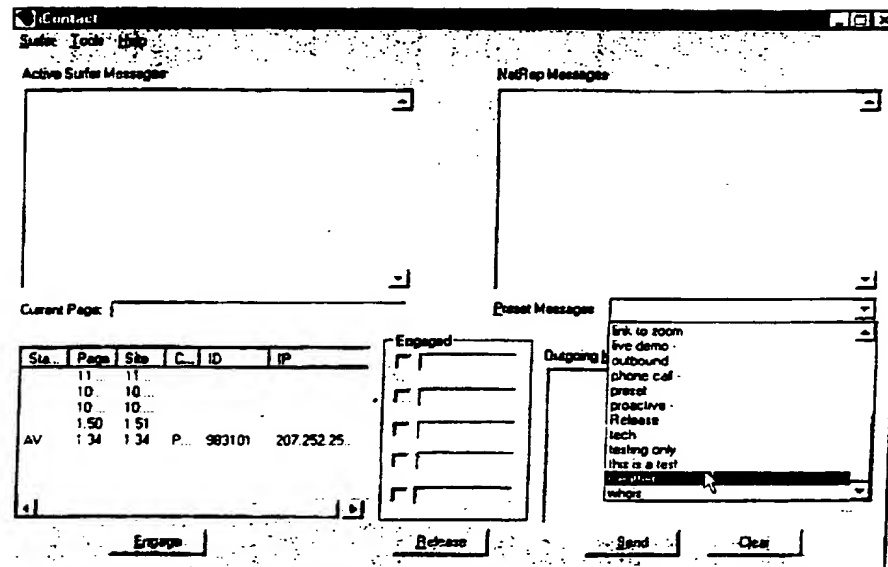 iContact
Surfer Tools Help
Active Surfer Messages
NetRep Messages
Current Page:
Preset Messages
link to zoom
live demo -
outbound
phone call -
preset
proactive -
Release
tech
testing only
this is a test
whois
Sta... Page Site C... ID IP
11... 11...
10... 10...
10... 10...
1:50 1:51
AV 1:34 1:34 P... 983101 207.252.25...
Engaged
Outgoing
Engage
Release
Send
Clear